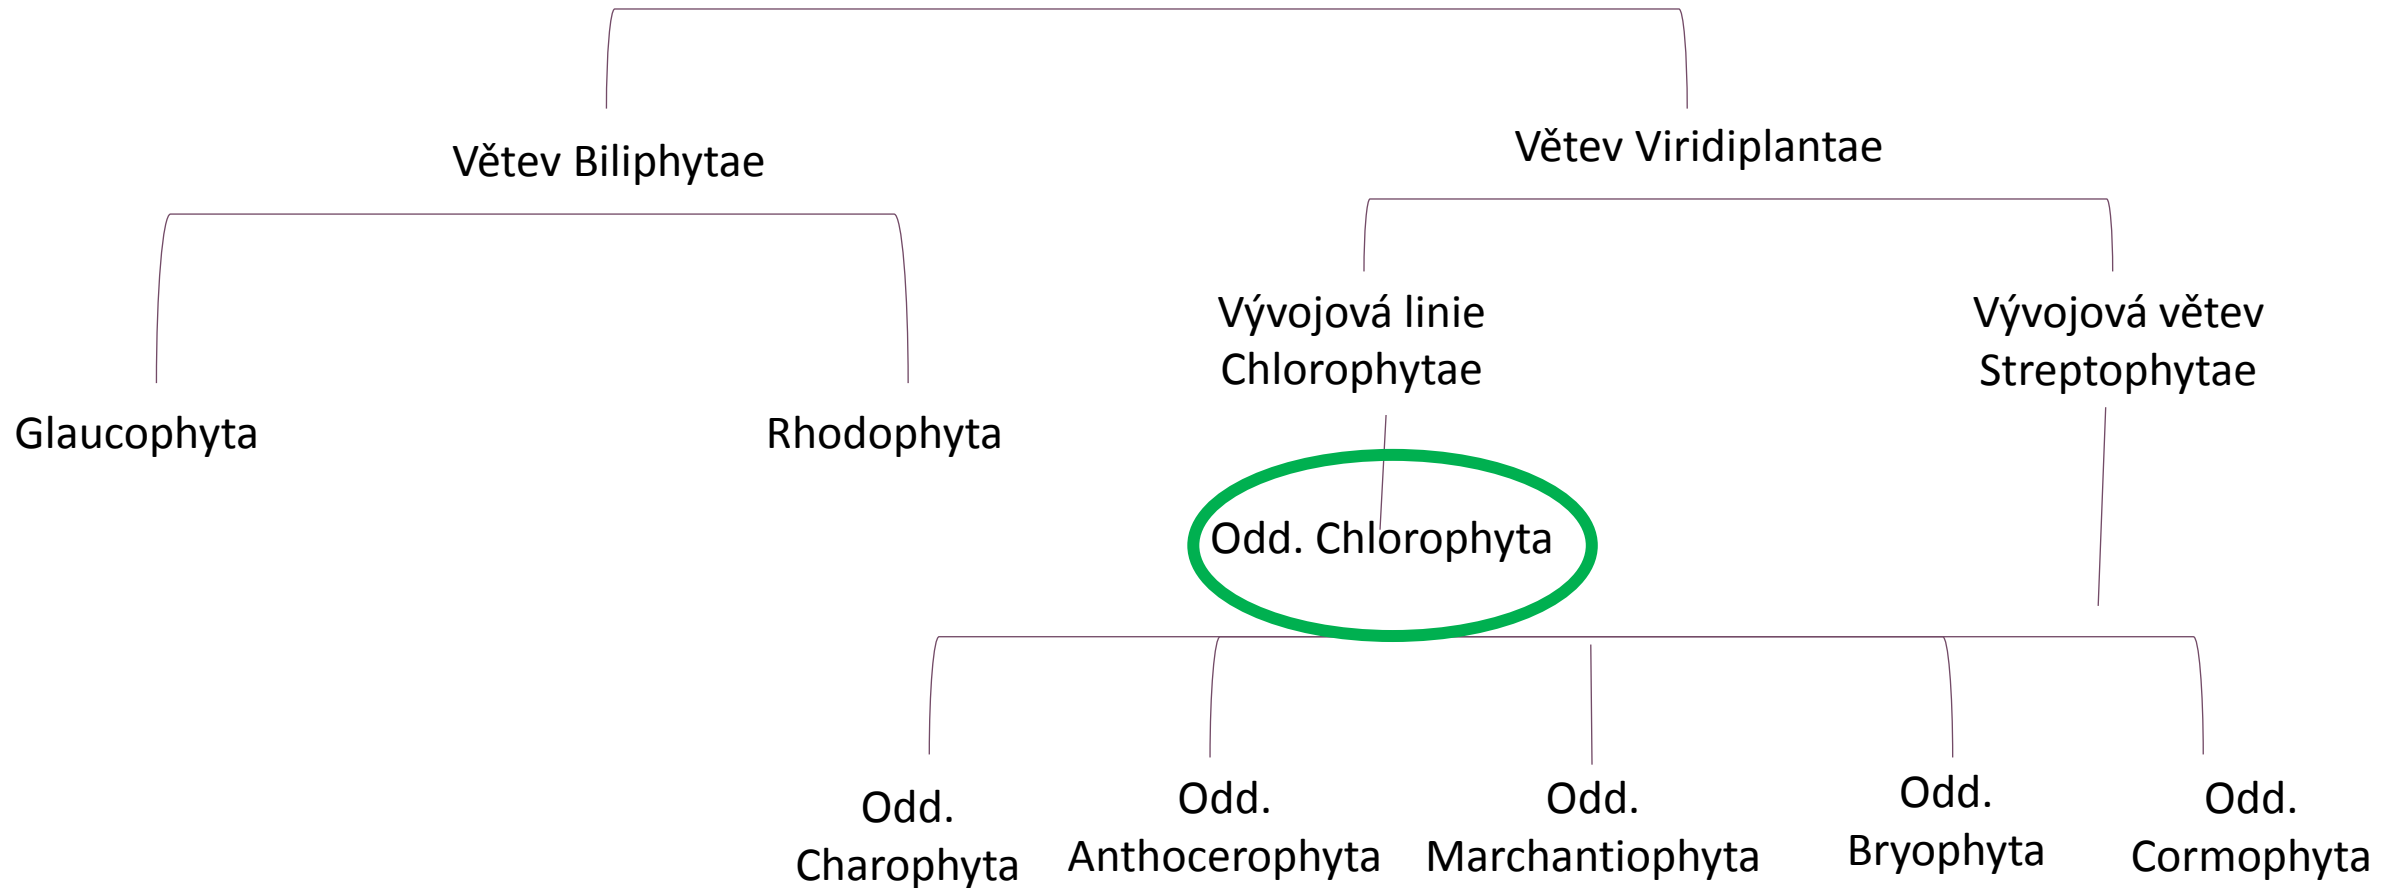 Větev Biliphytae
Větev Viridiplantae
Glaucophyta
Rhodophyta
Vývojová linie
Chlorophytae
Vývojová větev
Streptophytae
Odd. Chlorophyta
Odd.
Charophyta
Odd.
Anthocerophyta
Odd.
Marchantiophyta
Odd.
Bryophyta
Odd.
Cormophyta